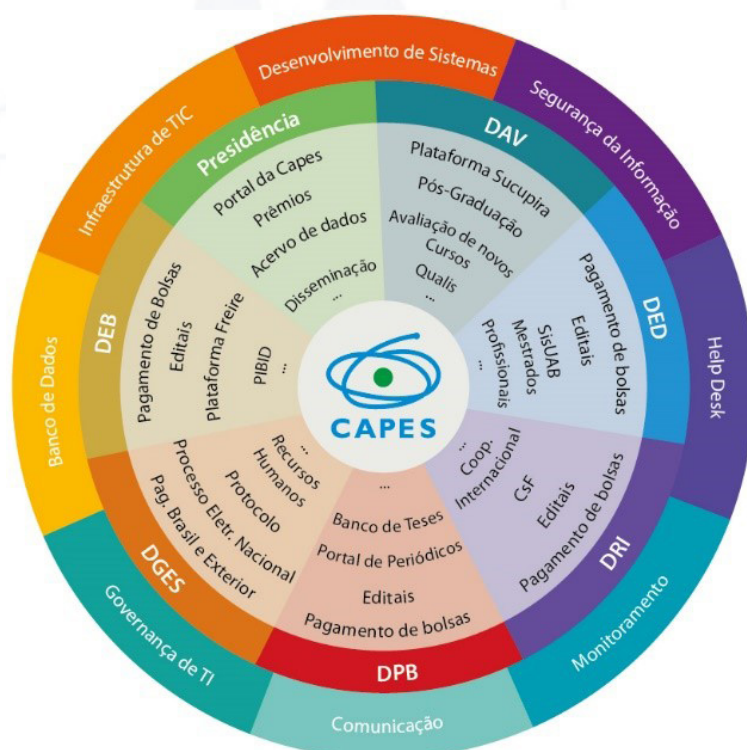 Desenvolvimento de Sistemas
Segurança da Informação
Help Desk
Monitoramento
Comunicação
Governança de TI
Banco de Dados
Infraestrutura de TIC
Presidência
Portal da Capes
Prêmios
Acervo de dados
Disseminação
...
DAV
Plataforma Sucupira
Pós-Graduação
Avaliação de novos
Cursos
Qualis
...
DED
Pagamento de bolsas
Editais
SisUAB
Mestrados
Profissionais
...
DRI
Pagamento de bolsas
Editais
CsF
Coop.
Internacional
...
DPB
...
Banco de Teses
Portal de Periódicos
Editais
Pagamento de bolsas
DGES
Pag. Brasil e Exterior
Processo Eletr. Nacional
Protocolo
Recursos
Humanos
...
DEB
Pagamento de Bolsas
Editais
Plataforma Freire
PIBID
...
CAPES